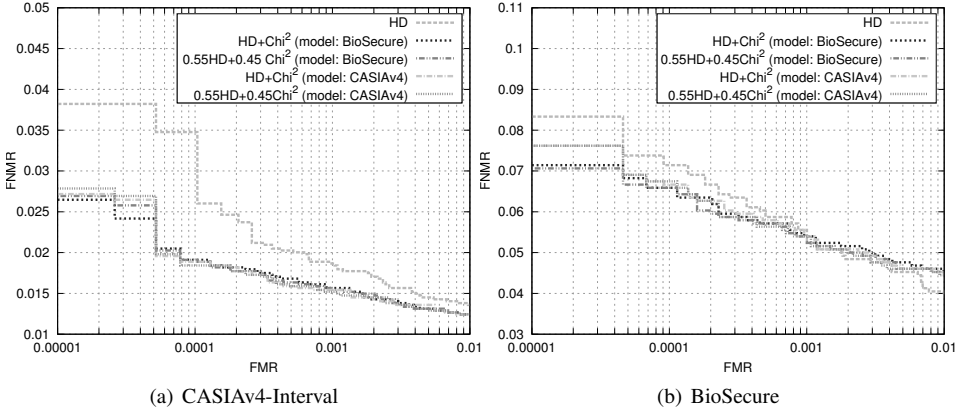 0.05
0.045
0.04
0.035
0.03
0.025
0.02
0.015
0.01
FNMR
0.00001
0.0001
0.001
0.01
FMR
HD
HD+Chi² (model: BioSecure)
0.55HD+0.45 Chi² (model: BioSecure)
HD+Chi² (model: CASIAv4)
0.55HD+0.45Chi² (model: CASIAv4)
(a) CASIAv4-Interval
0.11
0.1
0.08
0.07
0.06
0.05
0.04
0.03
FNMR
0.00001
0.0001
0.001
0.01
FMR
HD
HD+Chi² (model: BioSecure)
0.55HD+0.45Chi² (model: BioSecure)
HD+Chi² (model: CASIAv4)
0.55HD+0.45Chi² (model: CASIAv4)
(b) BioSecure